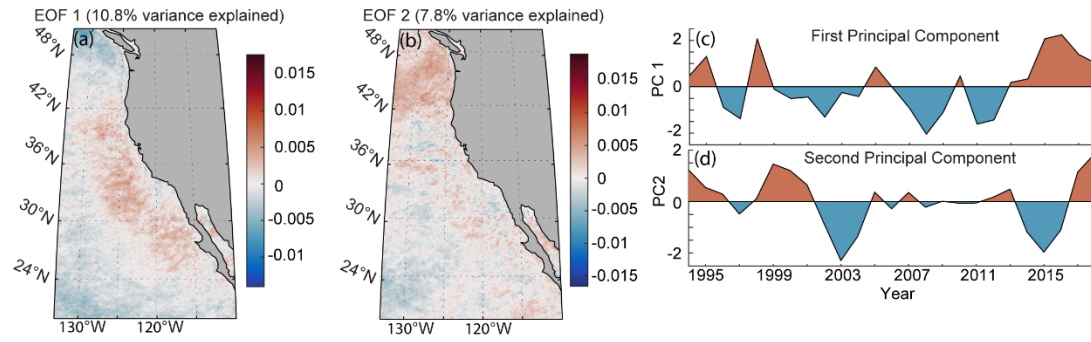 EOF 1 (10.8% variance explained)
(a)
48°N
42°N
36°N
30°N
24°N
130°W
120°W
0.015
0.01
0.005
0
-0.005
-0.01
EOF 2 (7.8% variance explained)
(b)
48°N
42°N
36°N
30°N
24°N
130°W
120°W
0.015
0.01
0.005
0
-0.005
-0.01
-0.015
(c)
First Principal Component
PC 1
2
0
-2
(d)
Second Principal Component
PC2
2
0
-2
1995
1999
2003
2007
2011
2015
Year